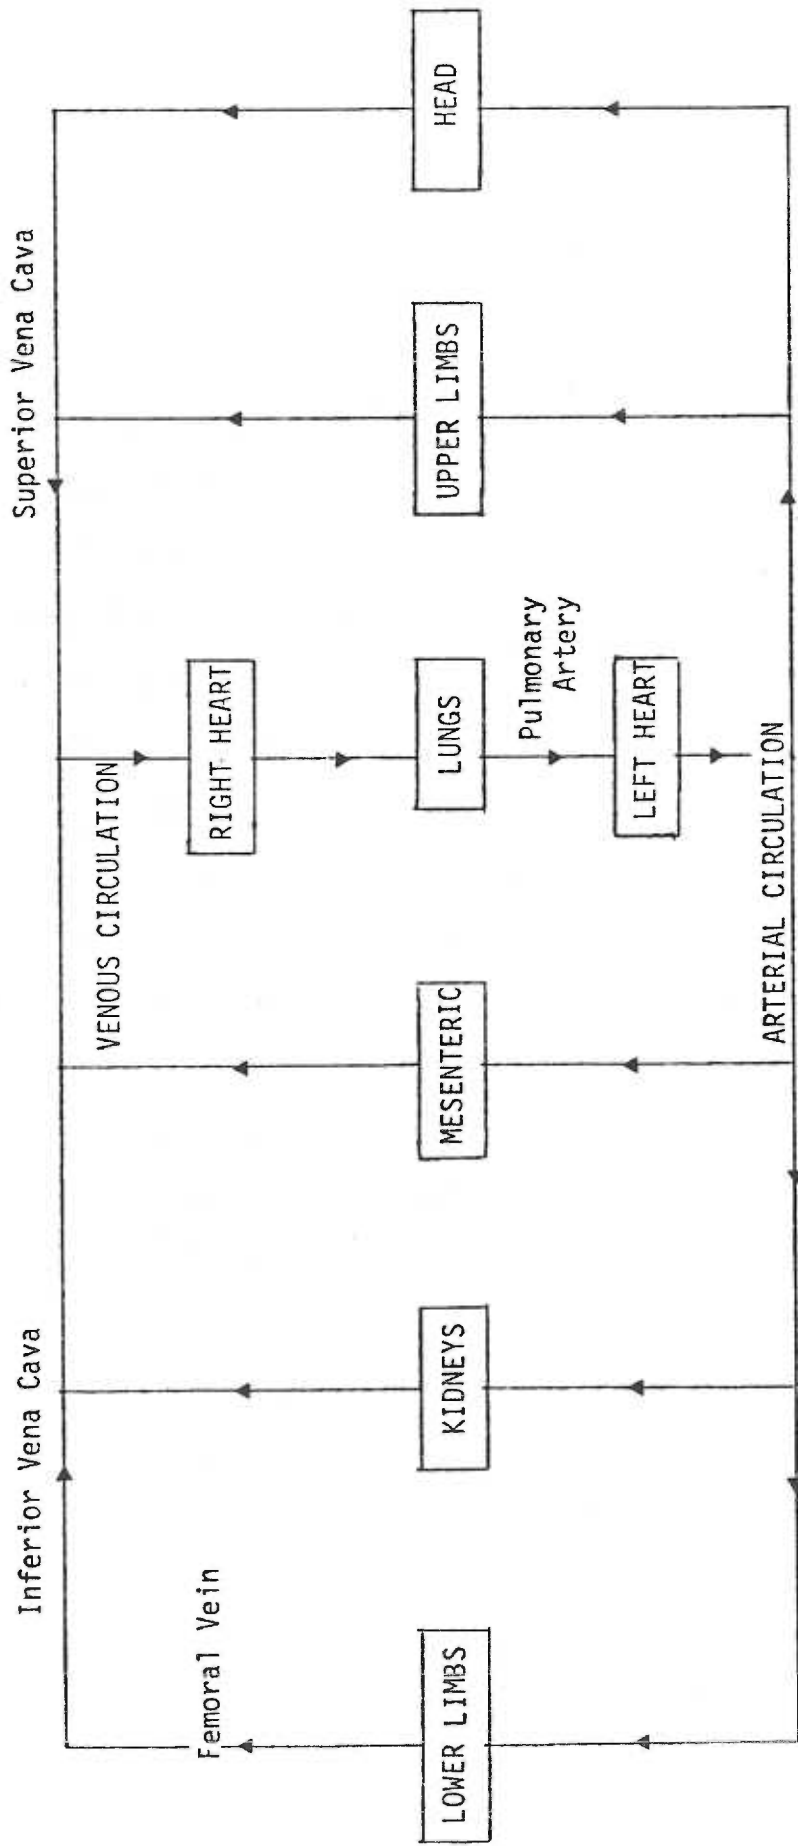 Inferior Vena Cava
Superior Vena Cava
Femoral Vein
VENOUS CIRCULATION
RIGHT HEART
LOWER LIMBS
KIDNEYS
MESENTERIC
LUNGS
UPPER LIMBS
HEAD
Pulmonary
Artery
LEFT HEART
ARTERIAL CIRCULATION